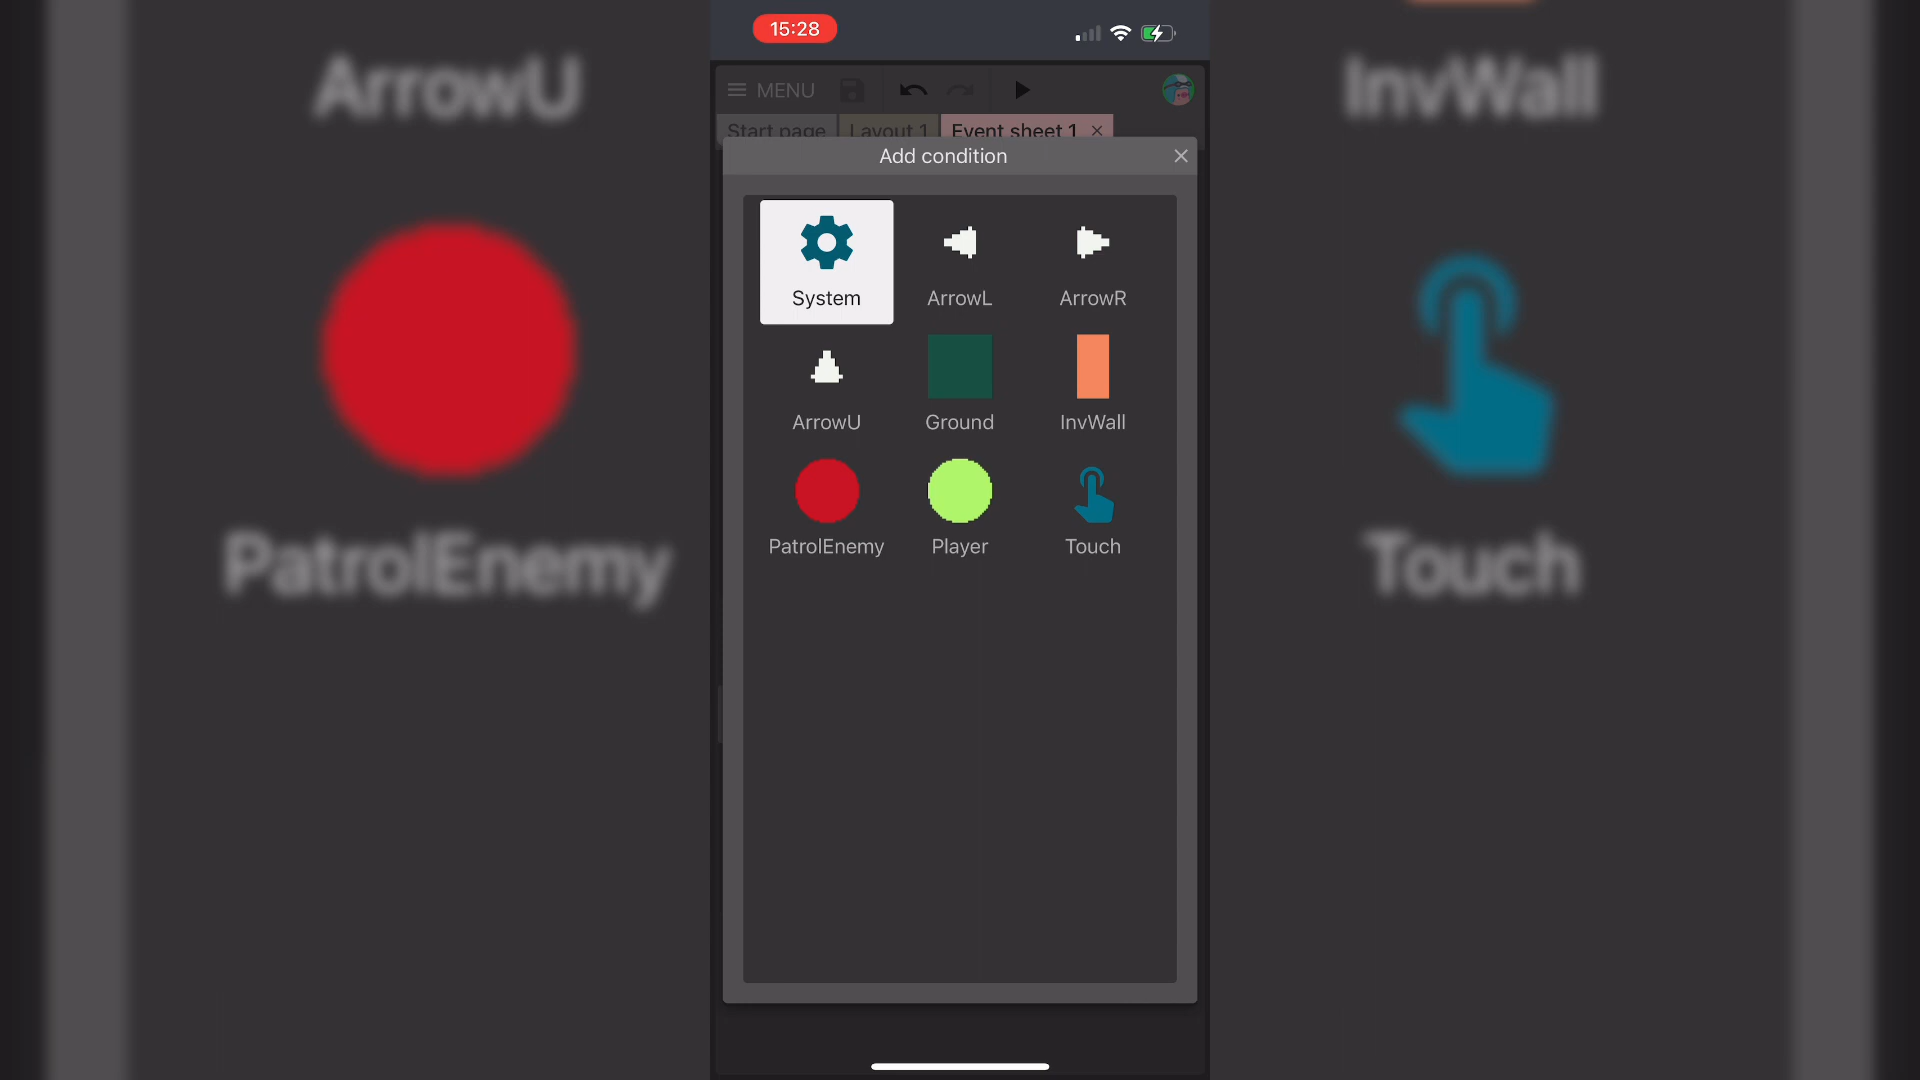 15:28
MENU
Start page
Layout 1
Event sheet 1
Add condition
System
ArrowL
ArrowR
ArrowU
Ground
InvWall
PatrolEnemy
Player
Touch
ArrowU
InvWall
PatrolEnemy
Touch